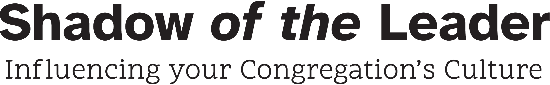 Shadow of the Leader
Influencing your Congregation's Culture